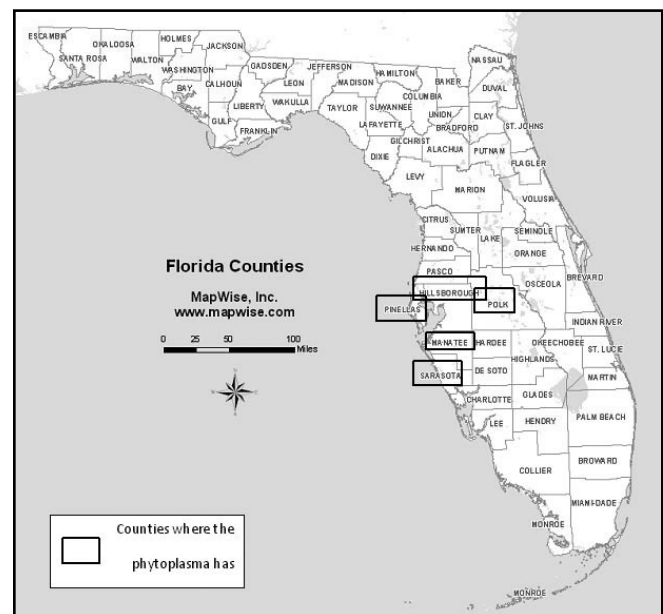 ESCAMBIA
SANTA ROSA
OKALOOSA
WALTON
HOLMES
JACKSON
WASHINGTON
BAY
CALHOUN
GULF
GADSDEN
LIBERTY
FRANKLIN
LEON
WAKULLA
JEFFERSON
MADISON
TAYLOR
HAMILTON
SUWANNEE
LAFAYETTE
DIXIE
COLUMBIA
GILCHRIST
BAKER
UNION
BRADFORD
ALACHUA
LEVY
NASSAU
DUVAL
CLAY
ST. JOHNS
PUTNAM
FLAGLER
MARION
VOLUSIA
CITRUS
SUMTER
LAKE
SEMINOLE
HERNANDO
ORANGE
PASCO
BREVARD
OSCEOLA
HILLSBOROUGH
POLK
PINELLAS
INDIAN RIVER
MANATEE
HARDEE
OKEECHOBEE
HIGHLANDS
ST. LUCIE
SARASOTA
DE SOTO
MARTIN
CHARLOTTE
GLADES
PALM BEACH
LEE
HENDRY
BROWARD
COLLIER
MIAMI-DADE
MONROE
MONROE
Florida Counties
MapWise, Inc.
www.mapwise.com
0 25 50 100
Miles
Counties where the
phytoplasma has